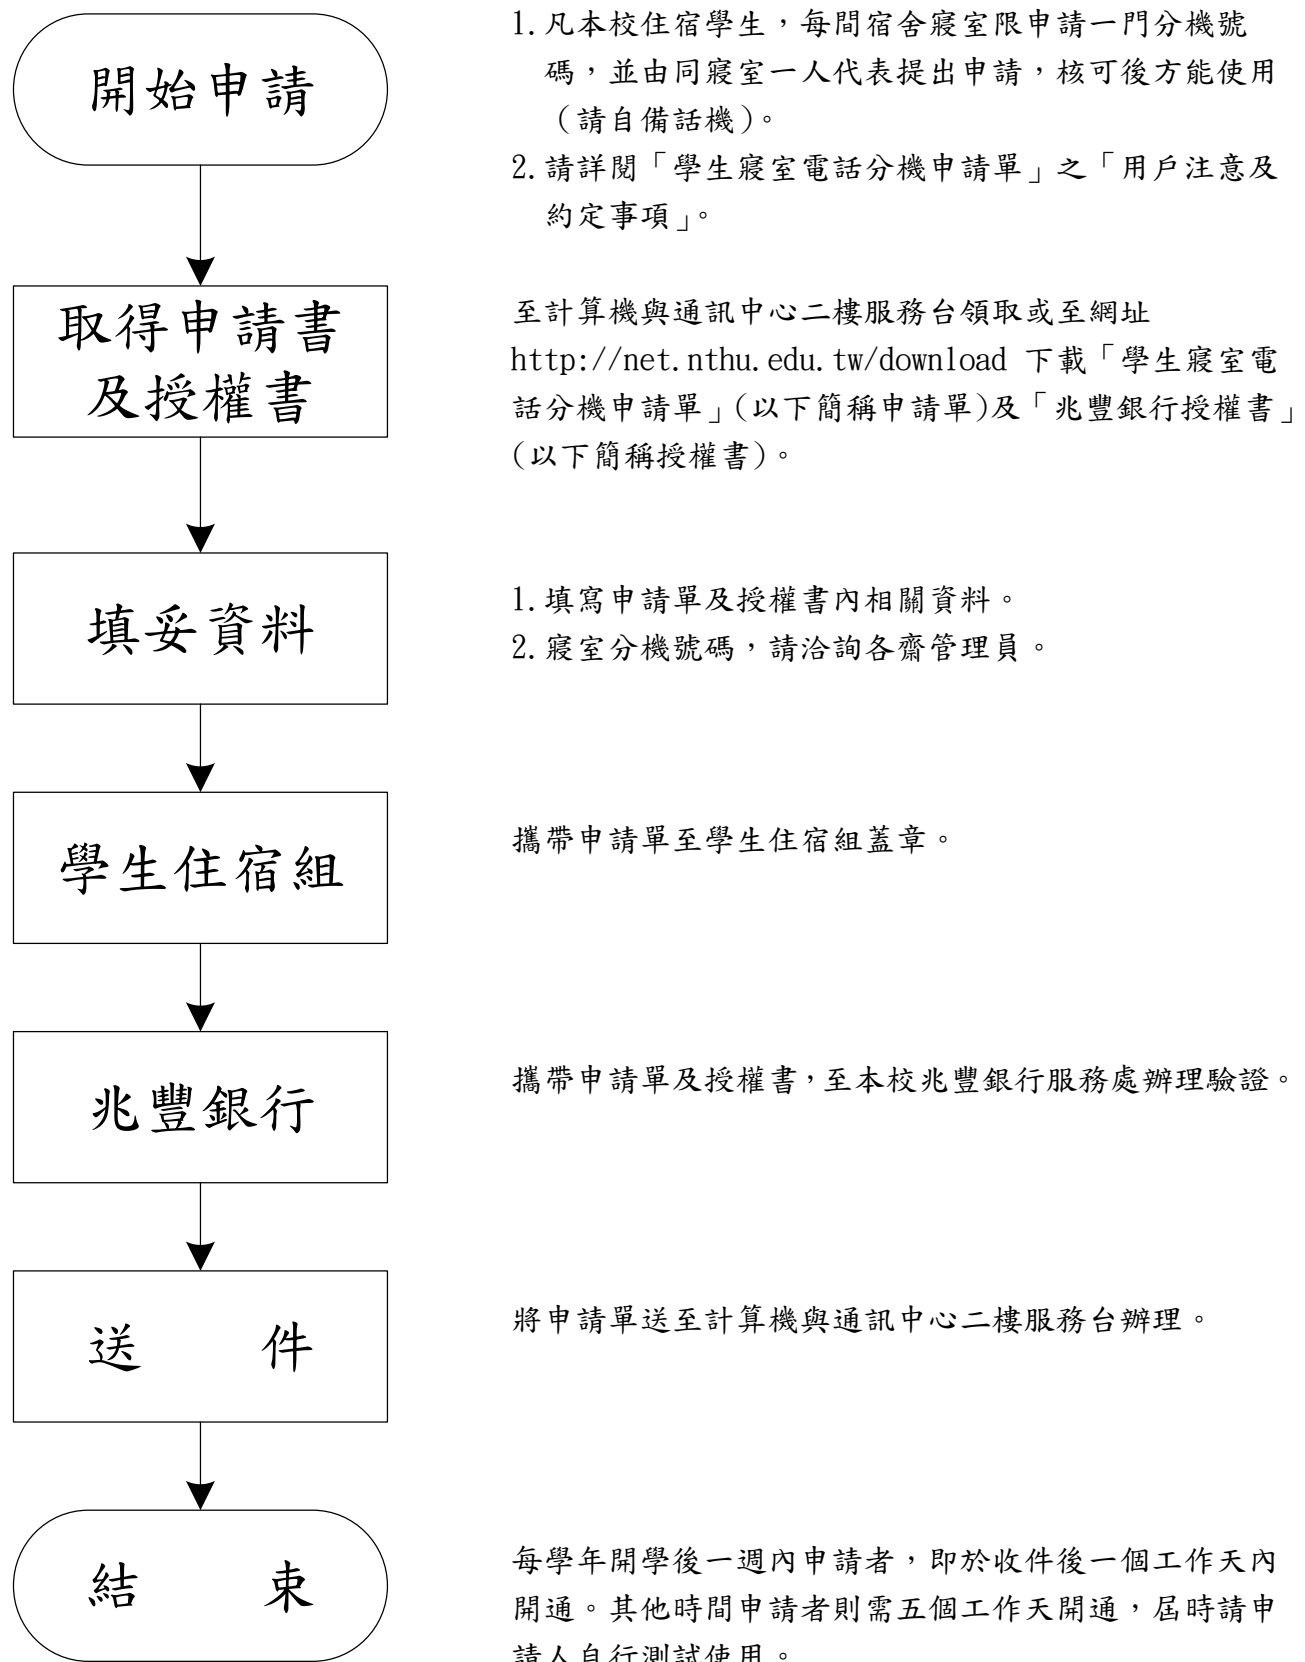 開始申請
1.凡本校住宿學生，每間宿舍寢室限申請一門分機號
碼，並由同寢室一人代表提出申請，核可後方能使用
(請自備話機)。
2.請詳閱「學生寢室電話分機申請單」之「用戶注意及
約定事項」。
取得申請書
及授權書
至計算機與通訊中心二樓服務台領取或至網址
http://net.nthu.edu.tw/download 下載「學生寢室電
話分機申請單」(以下簡稱申請單)及「兆豐銀行授權書」
(以下簡稱授權書)。
填妥資料
1.填寫申請單及授權書內相關資料。
2.寢室分機號碼，請洽詢各齋管理員。
學生住宿組
攜帶申請單至學生住宿組蓋章。
兆豐銀行
攜帶申請單及授權書，至本校兆豐銀行服務處辦理驗證。
送 件
將申請單送至計算機與通訊中心二樓服務台辦理。
結 束
每學年開學後一週內申請者，即於收件後一個工作天內
開通。其他時間申請者則需五個工作天開通，屆時請申
請人自行測試使用。